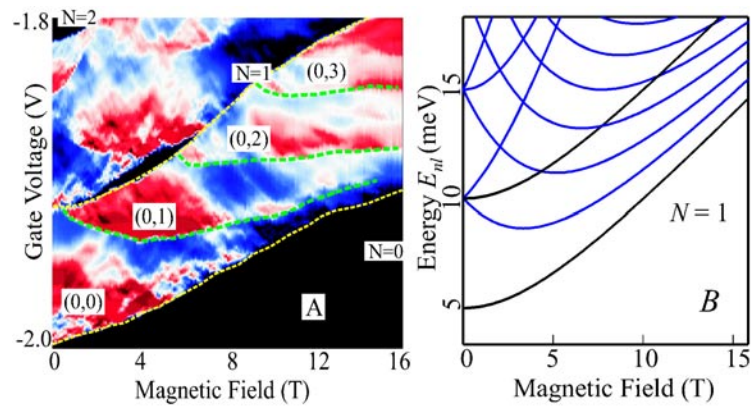 -1.8
N=2
N=1
(0,3)
(0,2)
(0,1)
N=0
(0,0)
A
-2.0
Gate Voltage (V)
0 4 8 12 16
Magnetic Field (T)
15
10
5
Energy Enl (meV)
N = 1
B
0 5 10 15
Magnetic Field (T)